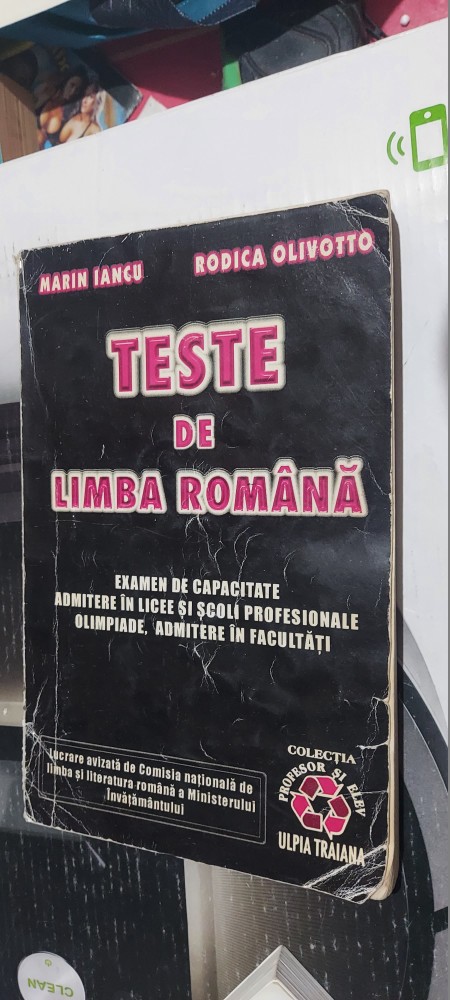 MARIN IANCU
RODICA OLIVOTTO
TESTE
DE
LIMBA ROMÂNĂ
EXAMEN DE CAPACITATE
ADMITERE ÎN LICEE ȘI ȘCOLI PROFESIONALE
OLIMPIADE, ADMITERE ÎN FACULTĂȚI
Lucrare avizată de Comisia națională de
limba și literatura română a Ministerului
Învățământului
COLECȚIA
PROFESOR ȘI ELEV
ULPIA TRAIANA
CLEAN